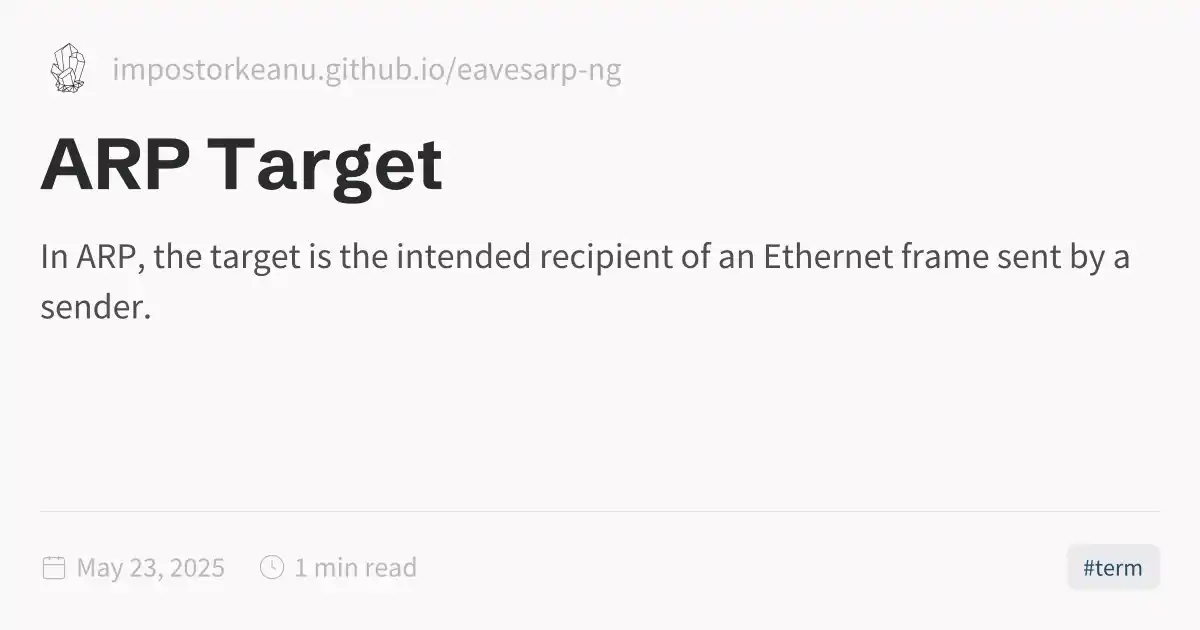 impostorkeanu.github.io/eavesarp-ng
ARP Target
In ARP, the target is the intended recipient of an Ethernet frame sent by a
sender.
May 23, 2025
1 min read
#term